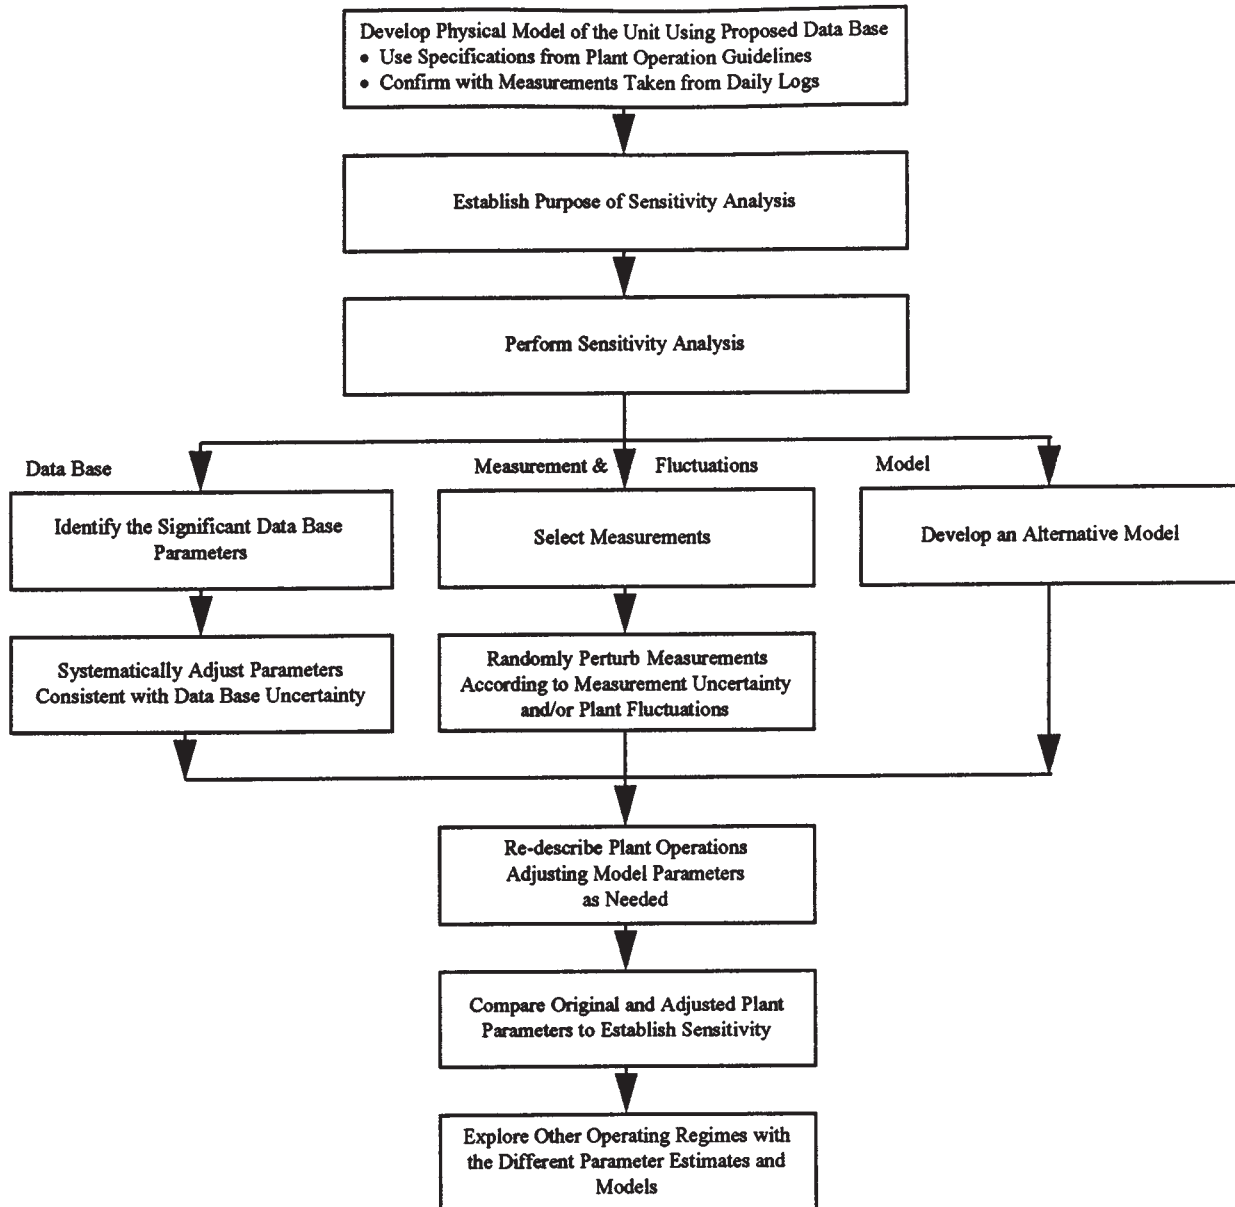 Develop Physical Model of the Unit Using Proposed Data Base
• Use Specifications from Plant Operation Guidelines
• Confirm with Measurements Taken from Daily Logs
Establish Purpose of Sensitivity Analysis
Perform Sensitivity Analysis
Data Base
Measurement & Fluctuations
Model
Identify the Significant Data Base
Parameters
Select Measurements
Develop an Alternative Model
Systematically Adjust Parameters
Consistent with Data Base Uncertainty
Randomly Perturb Measurements
According to Measurement Uncertainty
and/or Plant Fluctuations
Re-describe Plant Operations
Adjusting Model Parameters
as Needed
Compare Original and Adjusted Plant
Parameters to Establish Sensitivity
Explore Other Operating Regimes with
the Different Parameter Estimates and
Models